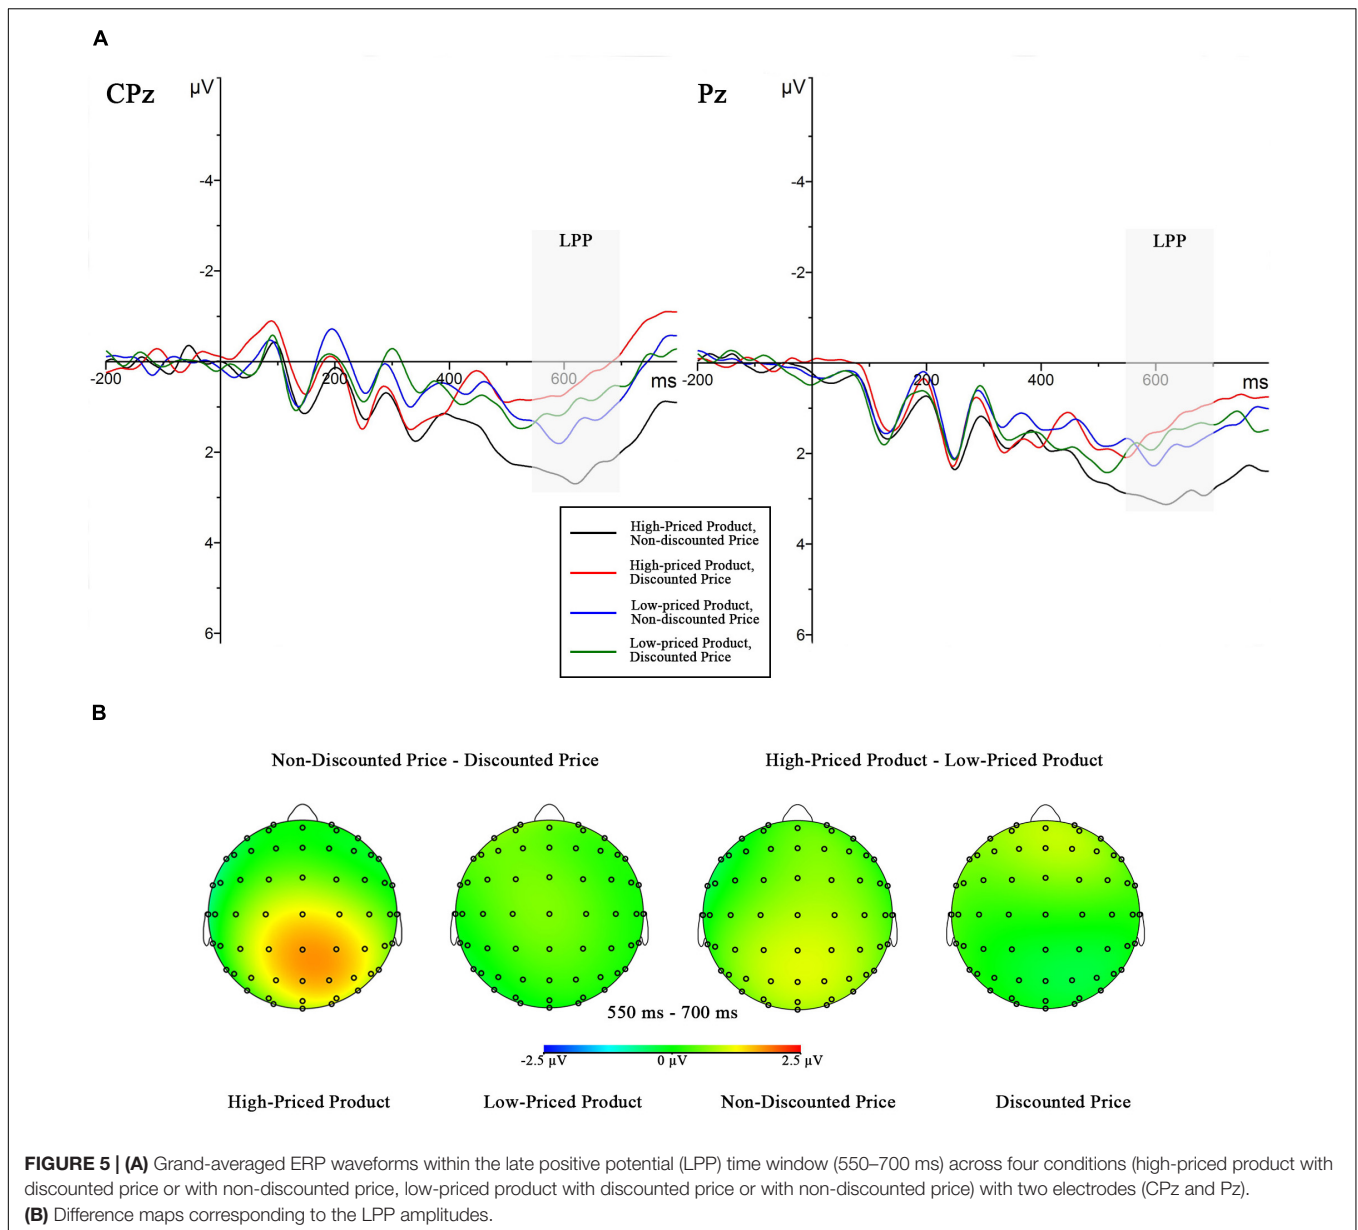 A
CPz
µV
-4
-2
-200
200
400
600
ms
2
4
6
LPP
Pz
µV
-4
-2
-200
200
400
600
ms
2
4
6
LPP
High-Priced Product,
Non-discounted Price
High-priced Product,
Discounted Price
Low-priced Product,
Non-discounted Price
Low-priced Product,
Discounted Price
B
Non-Discounted Price - Discounted Price
High-Priced Product - Low-Priced Product
550 ms - 700 ms
-2.5 µV
0 µV
2.5 µV
High-Priced Product
Low-Priced Product
Non-Discounted Price
Discounted Price
FIGURE 5 | (A) Grand-averaged ERP waveforms within the late positive potential (LPP) time window (550–700 ms) across four conditions (high-priced product with
discounted price or with non-discounted price, low-priced product with discounted price or with non-discounted price) with two electrodes (CPz and Pz).
(B) Difference maps corresponding to the LPP amplitudes.